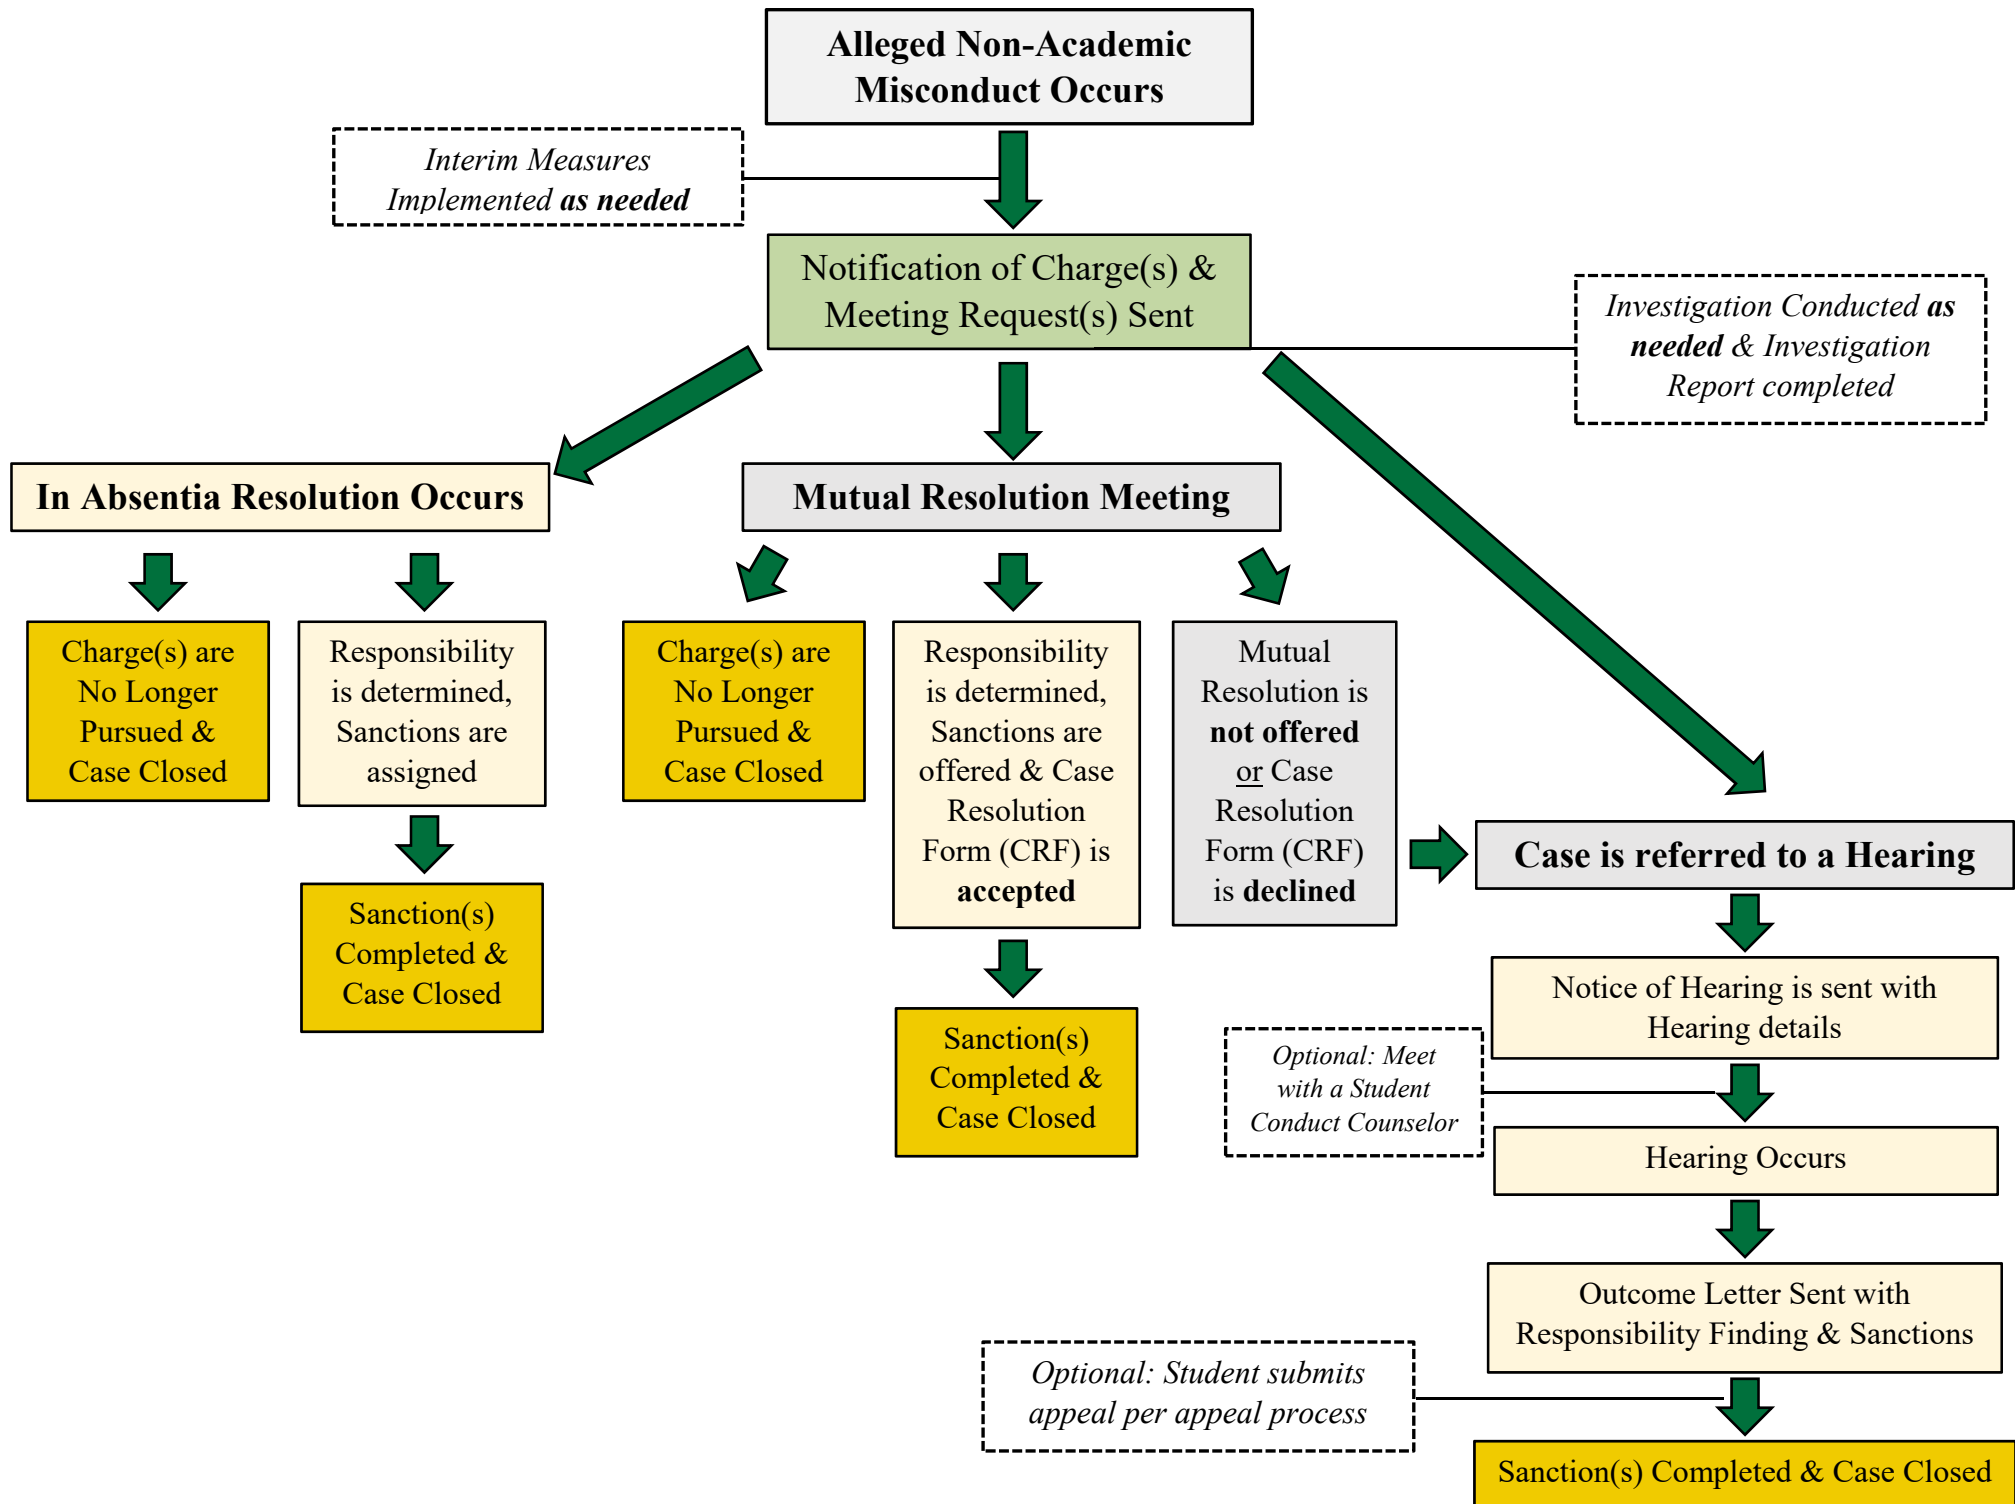 Alleged Non-Academic
Misconduct Occurs
Interim Measures
Implemented as needed
Notification of Charge(s) &
Meeting Request(s) Sent
Investigation Conducted as
needed & Investigation
Report completed
In Absentia Resolution Occurs
Mutual Resolution Meeting
Charge(s) are
No Longer
Pursued &
Case Closed
Responsibility
is determined,
Sanctions are
assigned
Sanction(s)
Completed &
Case Closed
Charge(s) are
No Longer
Pursued &
Case Closed
Responsibility
is determined,
Sanctions are
offered & Case
Resolution
Form (CRF) is
accepted
Sanction(s)
Completed &
Case Closed
Mutual
Resolution is
not offered
or Case
Resolution
Form (CRF)
is declined
Case is referred to a Hearing
Notice of Hearing is sent with
Hearing details
Optional: Meet
with a Student
Conduct Counselor
Hearing Occurs
Outcome Letter Sent with
Responsibility Finding & Sanctions
Optional: Student submits
appeal per appeal process
Sanction(s) Completed & Case Closed